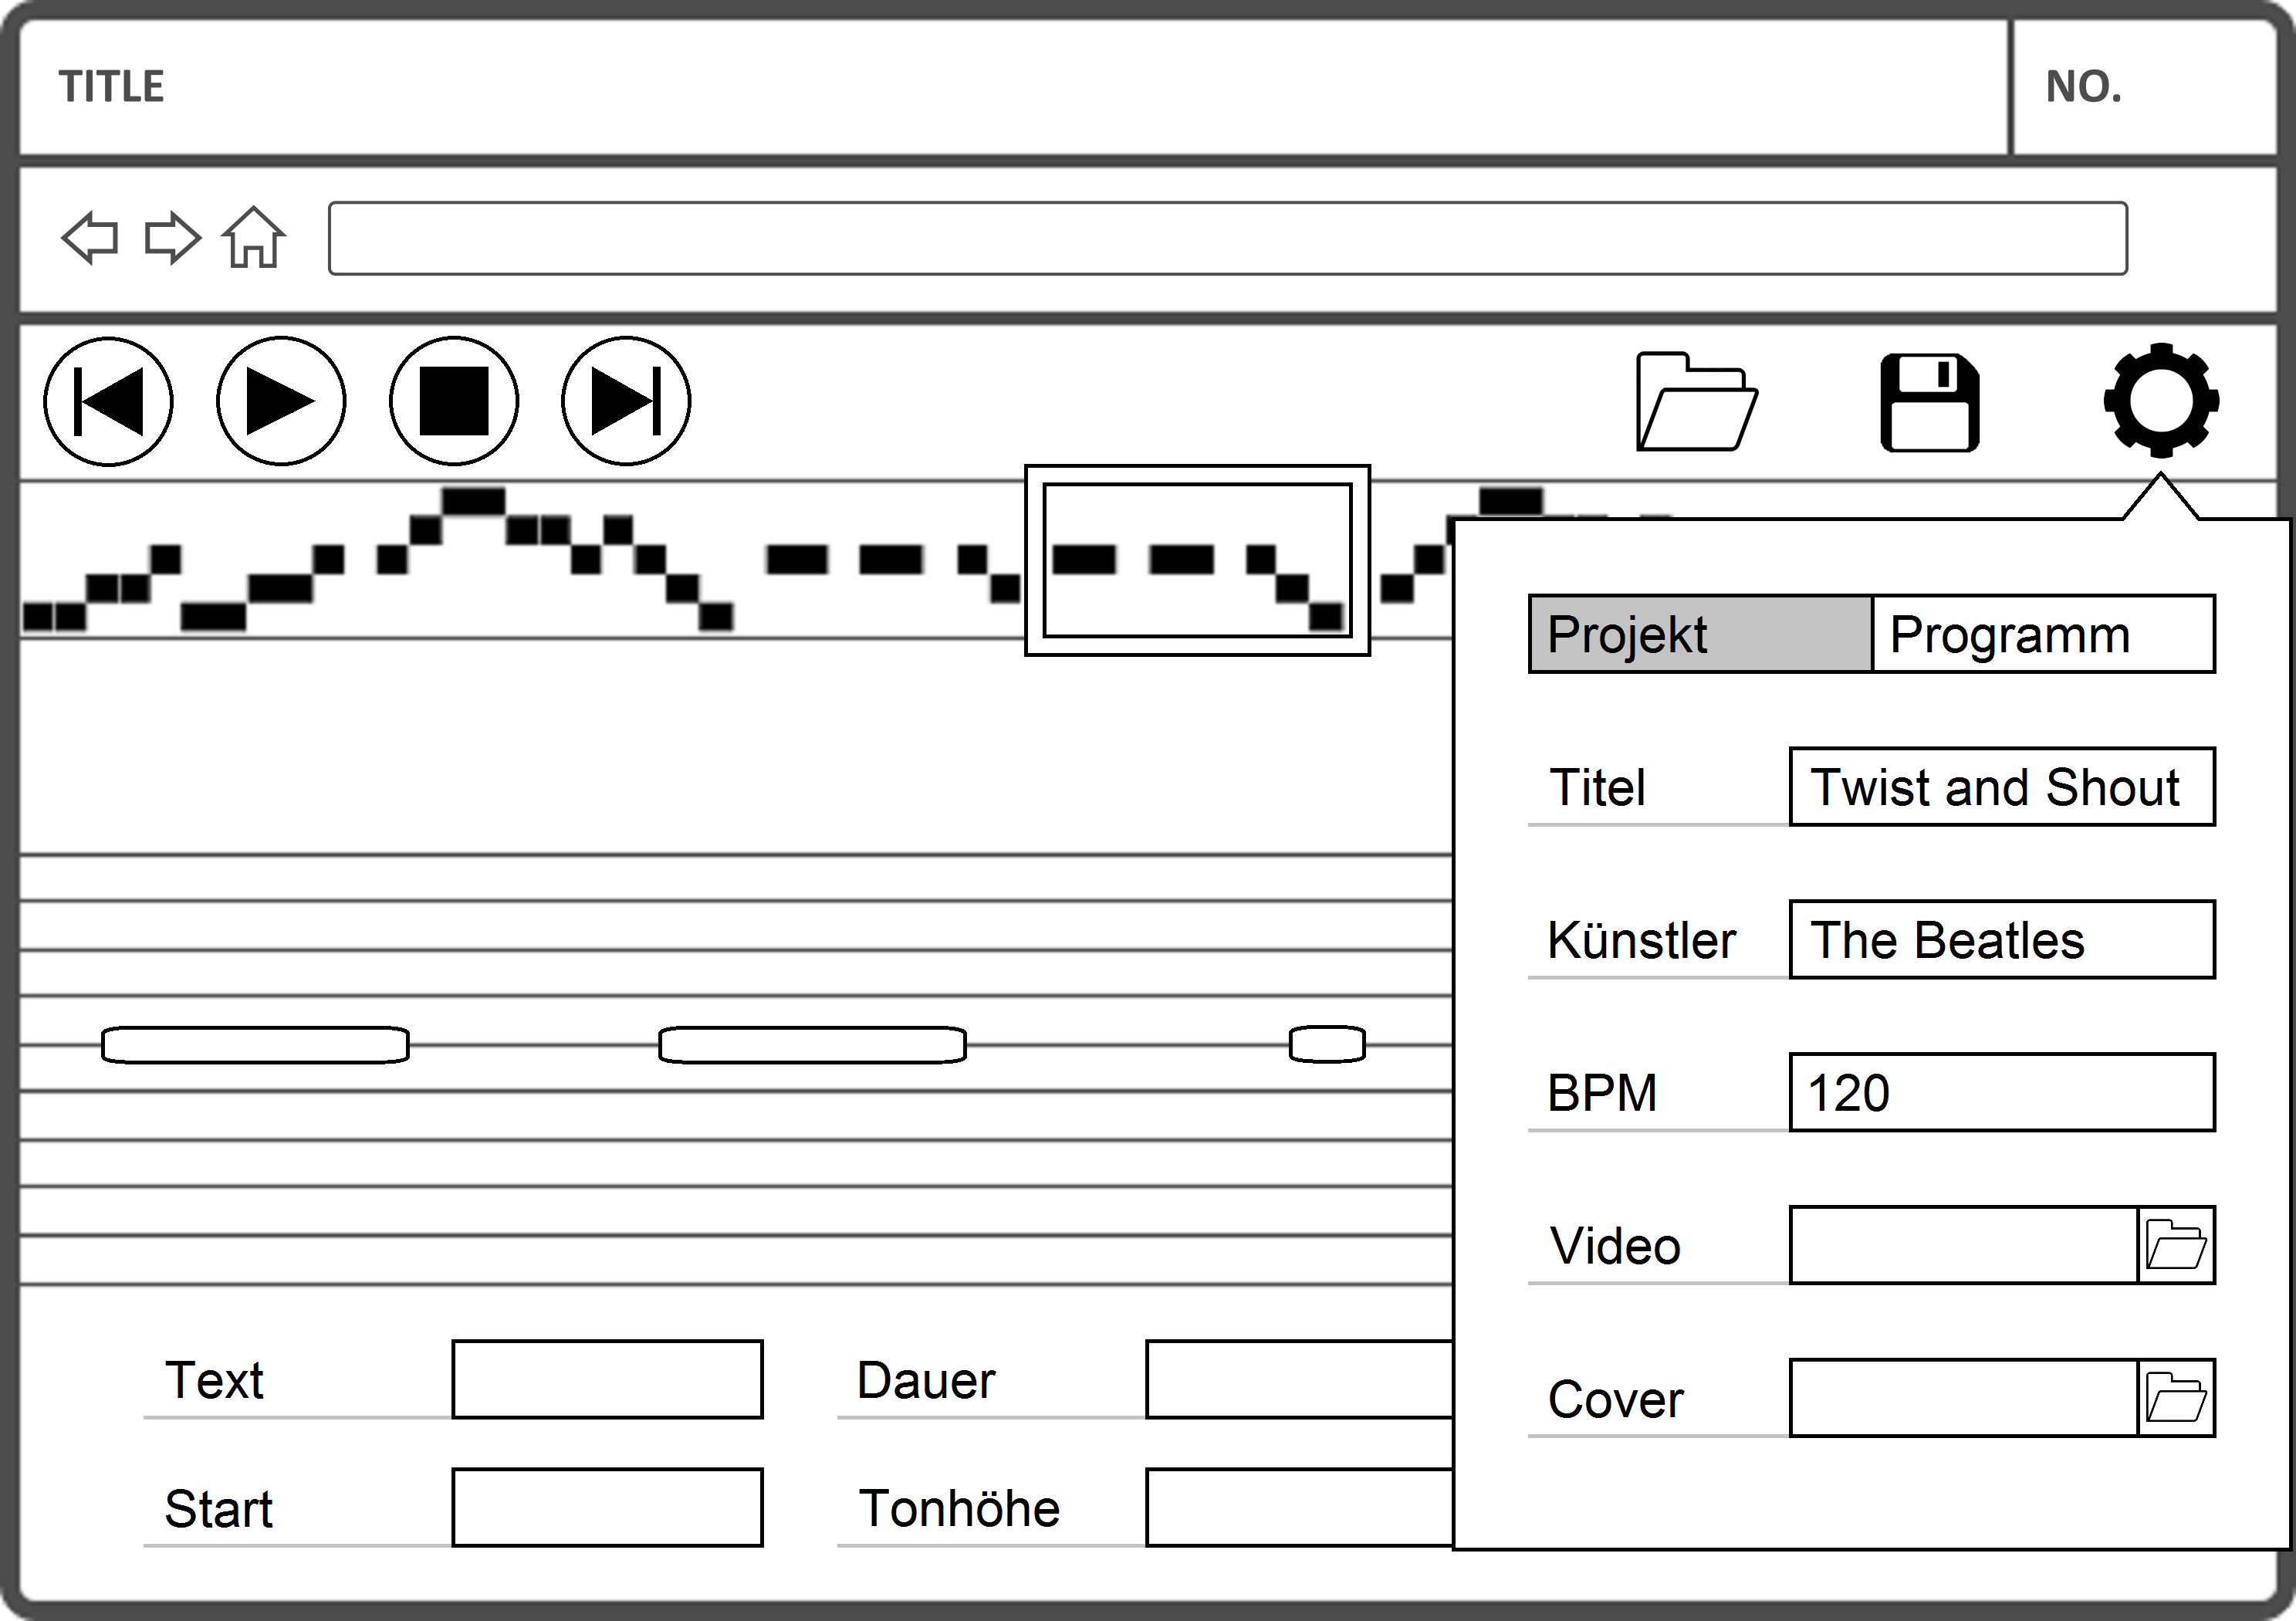 TITLE
NO.
Projekt
Programm
Titel
Twist and Shout
Künstler
The Beatles
BPM
120
Video
Cover
Text
Dauer
Start
Tonhöhe